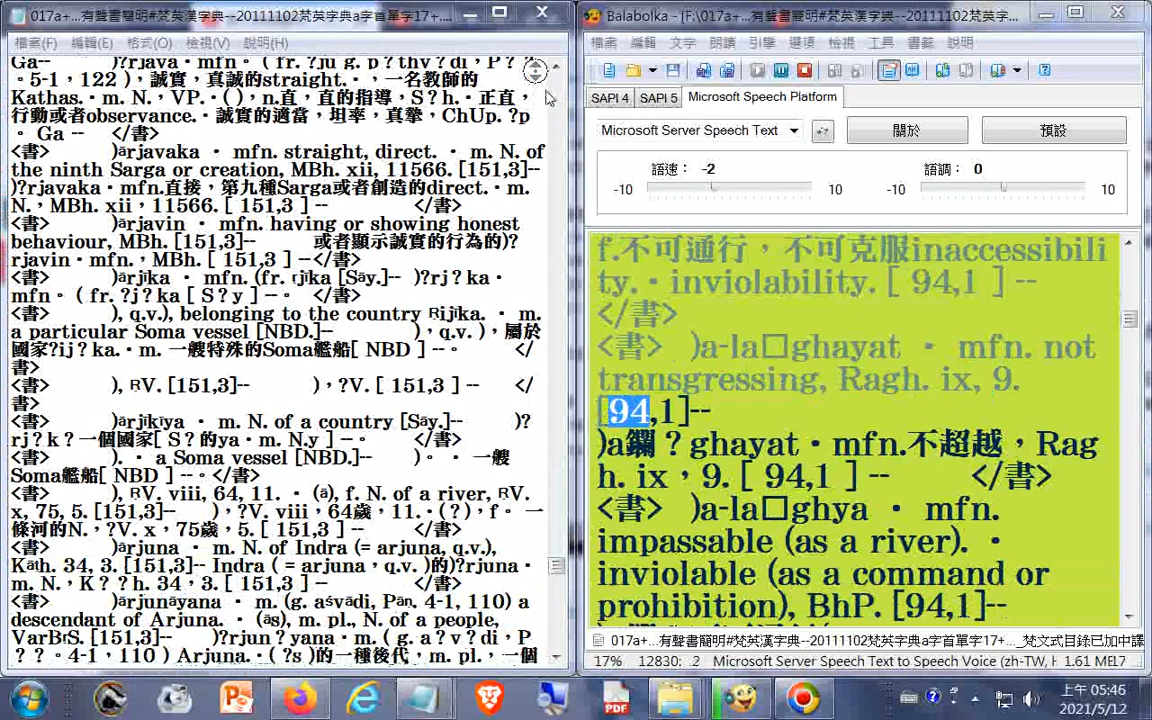 017a+...有聲書簡明#梵英漢字典--20111102梵英字典a字首單字17+...
檔案(F) 編輯(E) 格式(O) 檢視(V) 說明(H)
Ga-- )?rjava・mfn.（ fr. ?ju g. p ? thv ? di，P ? ?
。5-1，122 )，誠實，真誠的straight.・，一名教師的
Kathas.・m. N.，VP.・( )，n.直，直的指導，S ? h.・正直，
行動或者observance.・誠實的適當，坦率，真摯，ChUp. ?p
。 Ga -- </書>
<書> )ārjavaka ・ mfn. straight, direct. ・ m. N. of
the ninth Sarga or creation, MBh. xii, 11566. [151,3]--
)?rjavaka・mfn.直接，第九種Sarga或者創造的direct.・m.
N.，MBh. xii，11566. [ 151,3 ] -- </書>
<書> )ārjavin ・ mfn. having or showing honest
behaviour, MBh. [151,3]-- 或者顯示誠實的行為的)?
rjavin・mfn.，MBh. [ 151,3 ] -- </書>
<書> )ārjīka ・ mfn. (fr. ṛjīka [Sāy.]-- )?rj ? ka・
mfn。( fr. ?j ? ka [ S ? y ] --。 </書>
<書> ), q.v.), belonging to the country Ṛijīka. ・ m.
a particular Soma vessel [NBD.]-- )，q.v. )，屬於
國家?ij ? ka.・m. 一艘特殊的Soma艦船[ NBD ] --。 </
書>
<書> ), ṚV. [151,3]-- )，?V. [ 151,3 ] -- </
書>
<書> )ārjīkīya ・ m. N. of a country [Sāy.]-- )?
rj ? k ? 一個國家[ S ? 的ya・m. N.y ] --。 </書>
<書> ). ・ a Soma vessel [NBD.]-- )。・ 一艘
Soma艦船[ NBD ] --。</書>
<書> ), ṚV. viii, 64, 11. ・ (ā), f. N. of a river, ṚV.
x, 75, 5. [151,3]-- )，?V. viii，64歲，11.・( ? )，f。 一
條河的N，?V. x，75歲，5. [ 151,3 ] -- </書>
<書> )ārjuna ・ m. N. of Indra (= arjuna, q.v.),
Kāth. 34, 3. [151,3]-- Indra ( = arjuna，q.v. )的)?rjuna・
m. N.，K ? ? h. 34，3. [ 151,3 ] -- </書>
<書> )ārjunāyana ・ m. (g. aśvādi, Pāṇ. 4-1, 110) a
descendant of Arjuna. ・ (ās), m. pl., N. of a people,
VarBṛS. [151,3]-- )?rjun ? yana・m. ( g. a ? v ? di，P
? ?。4-1，110 ) Arjuna.・( ?s )的一種後代，m. pl.，一個
Balabolka - [F:\017a+...有聲書簡明#梵英漢字典--20111102梵英字...
檔案 編輯 文字 朗讀 引擎 選項 檢視 工具 書籤 說明
SAPI 4 SAPI 5 Microsoft Speech Platform
Microsoft Server Speech Text 關於 預設
語速： -2 語調： 0
-10 10 -10 10
f.不可通行，不可克服inaccessibili
ty.・inviolability. [ 94,1 ] --
</書>
<書> )a-la□ghayat ・ mfn. not
transgressing, Ragh. ix, 9.
[94,1]--
)a鑭？ghayat・mfn.不超越，Rag
h. ix，9. [ 94,1 ] -- </書>
<書> )a-la□ghya ・ mfn.
impassable (as a river). ・
inviolable (as a command or
prohibition), BhP. [94,1]--
017a+...有聲書簡明#梵英漢字典--20111102梵英字典a字首單字17+..._梵文式目錄已加中譯
17% 12830: 2 Microsoft Server Speech Text to Speech Voice (zh-TW, H 1.61 MEL7
上午 05:46
2021/5/12